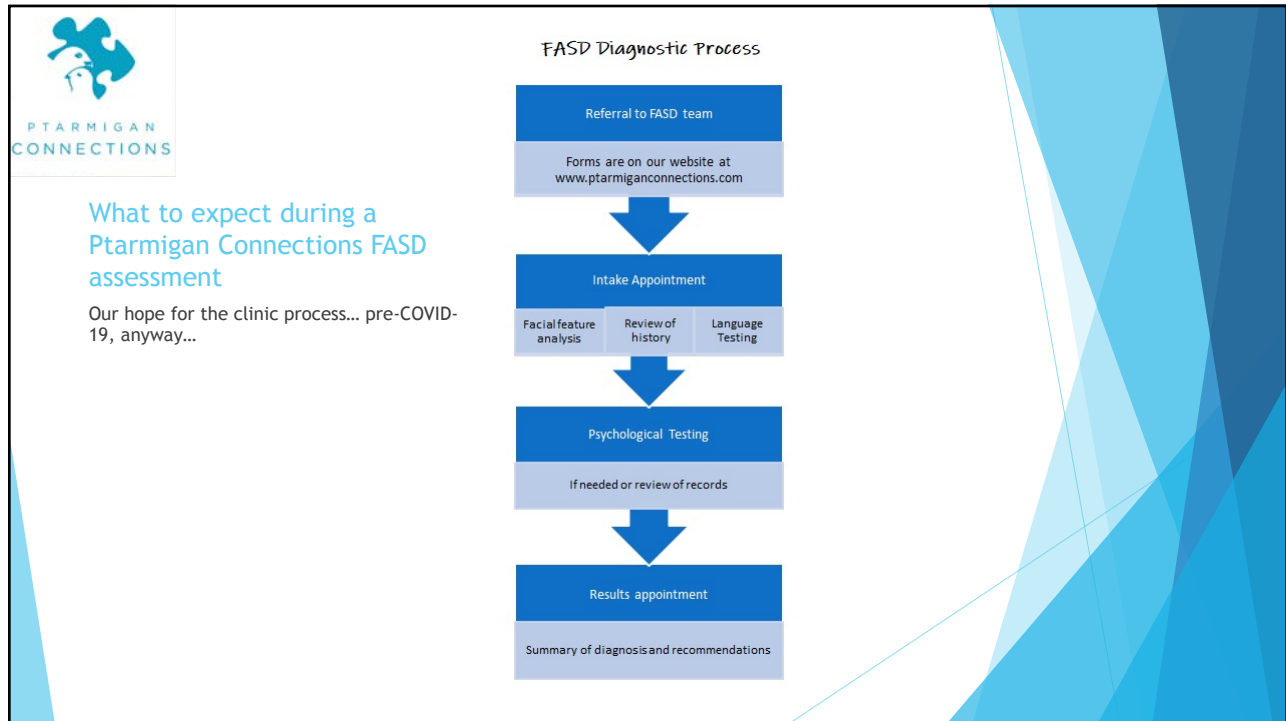 PTARMIGAN
CONNECTIONS
What to expect during a
Ptarmigan Connections FASD
assessment
Our hope for the clinic process… pre-COVID-
19, anyway…
FASD Diagnostic Process
Referral to FASD team
Forms are on our website at
www.ptarmiganconnections.com
Intake Appointment
Facial feature
analysis
Review of
history
Language
Testing
Psychological Testing
If needed or review of records
Results appointment
Summary of diagnosis and recommendations